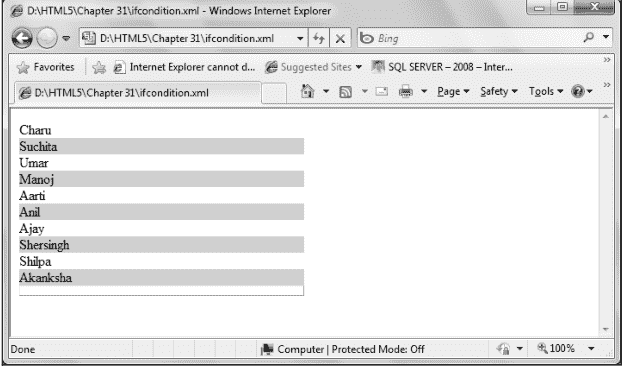 D:\HTML5\Chapter 31\ifcondition.xml - Windows Internet Explorer
D:\HTML5\Chapter 31\ifcondition.xml
Bing
Favorites
Internet Explorer cannot d...
Suggested Sites
SQL SERVER – 2008 – Inter...
D:\HTML5\Chapter 31\ifcondition.xml
Page
Safety
Tools
Charu
Suchita
Umar
Manoj
Aarti
Anil
Ajay
Shersingh
Shilpa
Akanksha
Done
Computer | Protected Mode: Off
100%